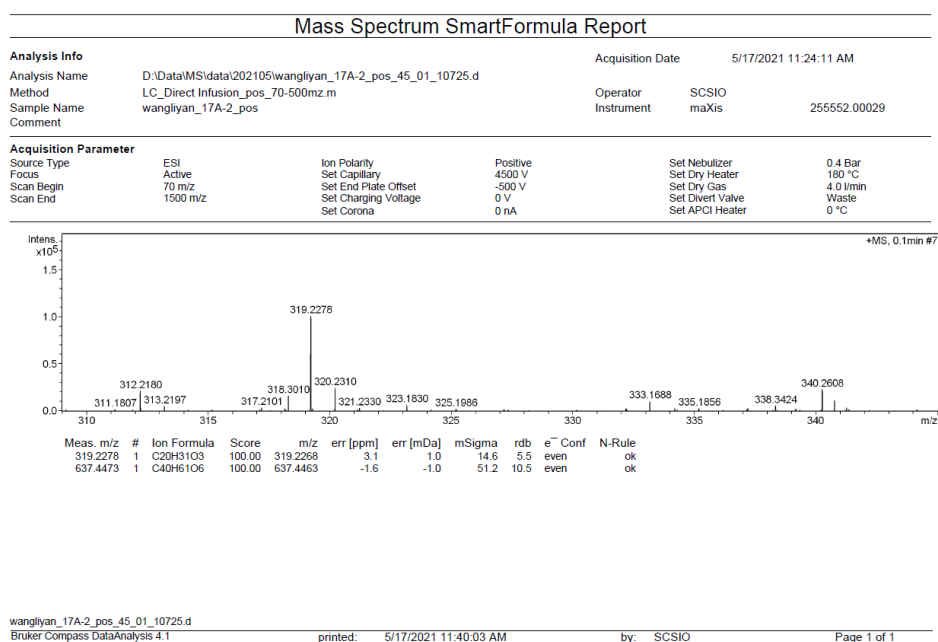 Mass Spectrum SmartFormula Report
Analysis Info
Acquisition Date 5/17/2021 11:24:11 AM
Analysis Name D:\Data\MS\data\202105\wangliyan_17A-2_pos_45_01_10725.d
Method LC_Direct Infusion_pos_70-500mz.m Operator SCSIO
Sample Name wangliyan_17A-2_pos Instrument maXis 255552.00029
Comment
Acquisition Parameter
Source Type ESI Ion Polarity Positive Set Nebulizer 0.4 Bar
Focus Active Set Capillary 4500 V Set Dry Heater 180 °C
Scan Begin 70 m/z Set End Plate Offset -500 V Set Dry Gas 4.0 l/min
Scan End 1500 m/z Set Charging Voltage 0 V Set Divert Valve Waste
Set Corona 0 nA Set APCI Heater 0 °C
Intens. +MS, 0.1min #7
x10⁵
1.5
319.2278
1.0
0.5
312.2180 318.3010 320.2310 340.2608
311.1807 313.2197 317.2101 321.2330 323.1830 325.1986 333.1688 335.1856 338.3424
0.0
310 315 320 325 330 335 340 m/z
Meas. m/z # Ion Formula Score m/z err [ppm] err [mDa] mSigma rdb e⁻ Conf N-Rule
319.2278 1 C20H31O3 100.00 319.2268 3.1 1.0 14.6 5.5 even ok
637.4473 1 C40H61O6 100.00 637.4463 -1.6 -1.0 51.2 10.5 even ok
wangliyan_17A-2_pos_45_01_10725.d
Bruker Compass DataAnalysis 4.1 printed: 5/17/2021 11:40:03 AM by: SCSIO Page 1 of 1